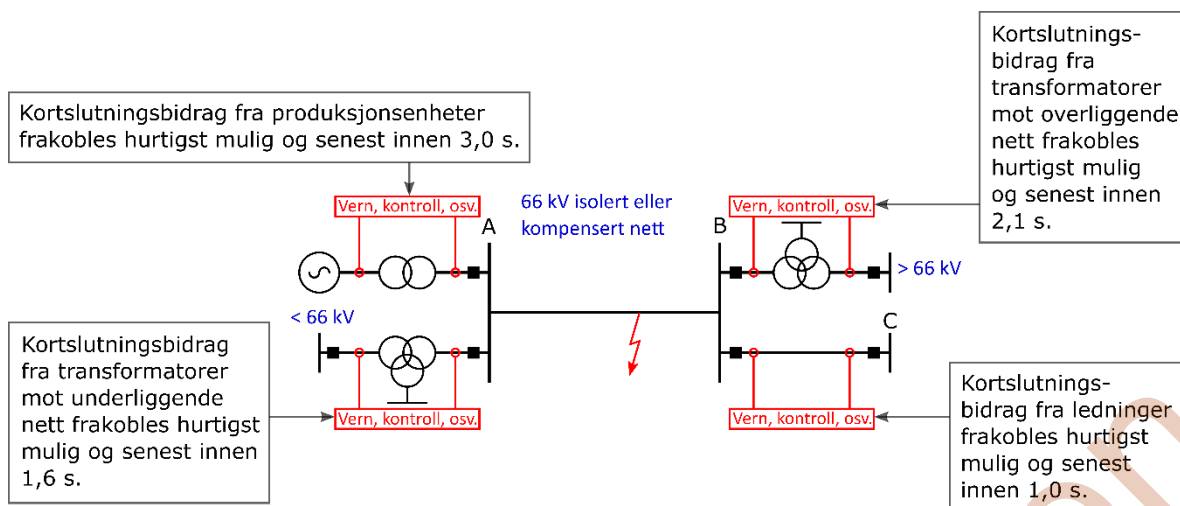 Kortslutningsbidrag fra produksjonsenheter
frakobles hurtigst mulig og senest innen 3,0 s.
Kortslutnings-
bidrag fra
transformatorer
mot overliggende
nett frakobles
hurtigst mulig
og senest innen
2,1 s.
Vern, kontroll, osv.
A
66 kV isolert eller
kompensert nett
B
Vern, kontroll, osv.
> 66 kV
< 66 kV
C
Kortslutningsbidrag
fra transformatorer
mot underliggende
nett frakobles hurtigst
mulig og senest innen
1,6 s.
Vern, kontroll, osv.
Vern, kontroll, osv.
Kortslutnings-
bidrag fra ledninger
frakobles hurtigst
mulig og senest
innen 1,0 s.